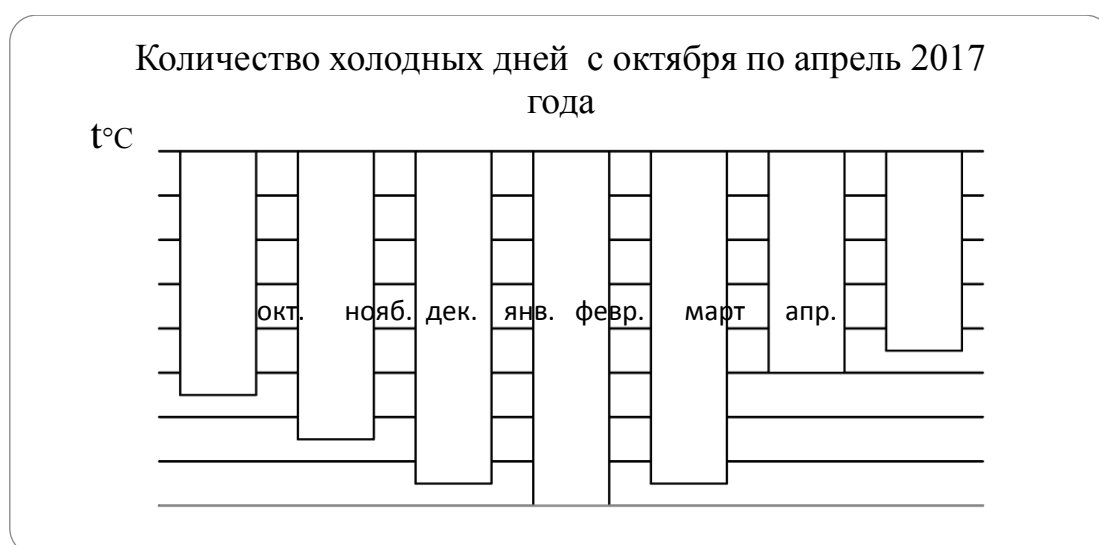 Количество холодных дней с октября по апрель 2017
года
t°C
окт. нояб. дек. янв. февр. март апр.